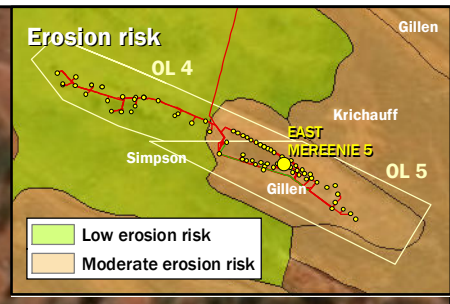 Gillen
Erosion risk
OL 4
Krichauff
EAST
MEREENIE 5
Simpson
OL 5
Gillen
Low erosion risk
Moderate erosion risk